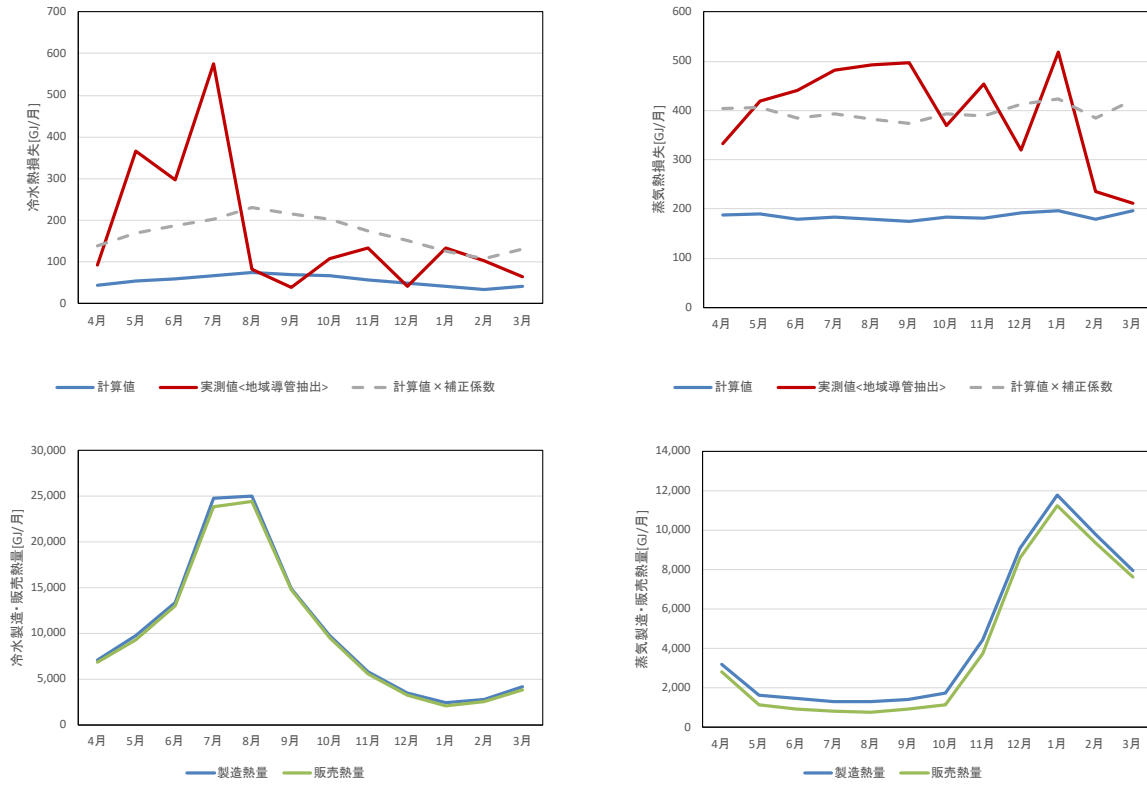 冷水熱損失[GJ/月]
700
600
500
400
300
200
100
0
4月 5月 6月 7月 8月 9月 10月 11月 12月 1月 2月 3月
計算値 実測値<地域導管抽出> 計算値×補正係数
蒸気熱損失[GJ/月]
600
500
400
300
200
100
0
4月 5月 6月 7月 8月 9月 10月 11月 12月 1月 2月 3月
計算値 実測値<地域導管抽出> 計算値×補正係数
冷水製造・販売熱量[GJ/月]
30,000
25,000
20,000
15,000
10,000
5,000
0
4月 5月 6月 7月 8月 9月 10月 11月 12月 1月 2月 3月
製造熱量 販売熱量
蒸気製造・販売熱量[GJ/月]
14,000
12,000
10,000
8,000
6,000
4,000
2,000
0
4月 5月 6月 7月 8月 9月 10月 11月 12月 1月 2月 3月
製造熱量 販売熱量